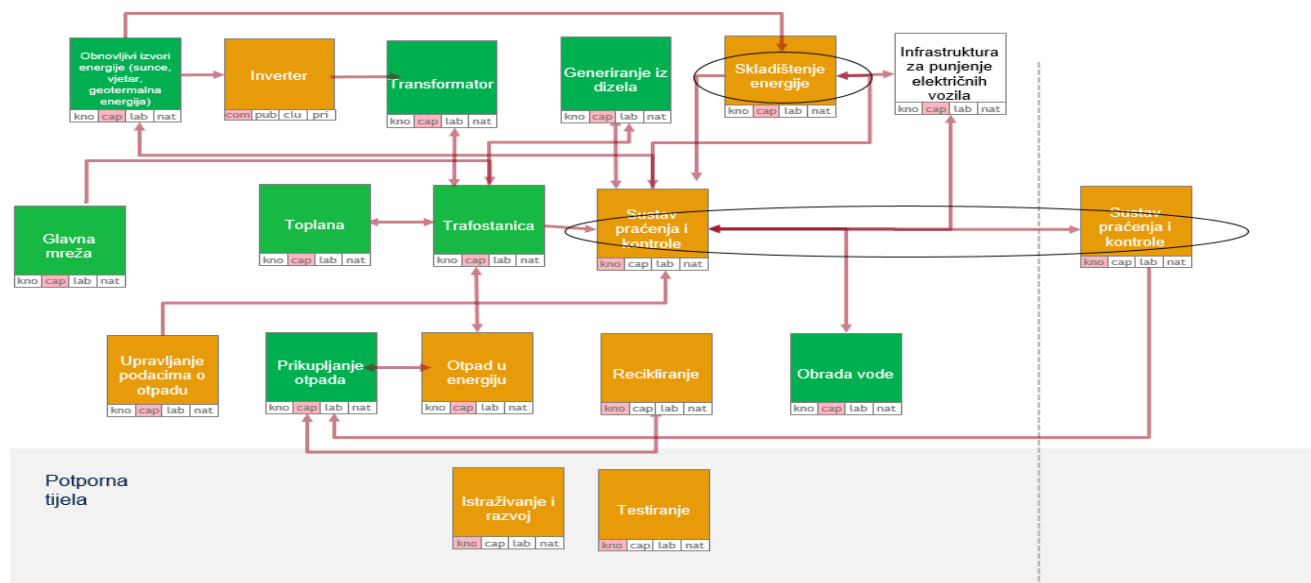 Obnovljivi izvori
energije (sunce,
vjetar,
geotermalna
energija)
kno cap lab nat
Inverter
com pub clu pri
Transformator
kno cap lab nat
Generiranje iz
dizela
kno cap lab nat
Skladištenje
energije
kno cap lab nat
Infrastruktura
za punjenje
električnih
vozila
kno cap lab nat
Glavna
mreža
kno cap lab nat
Toplana
kno cap lab nat
Trafostanica
kno cap lab nat
Sustav
praćenja i
kontrole
kno cap lab nat
Sustav
praćenja i
kontrole
kno cap lab nat
Upravljanje
podacima o
otpadu
kno cap lab nat
Prikupljanje
otpada
kno cap lab nat
Otpad u
energiju
kno cap lab nat
Recikliranje
kno cap lab nat
Obrada vode
kno cap lab nat
Potporna
tijela
Istraživanje i
razvoj
kno cap lab nat
Testiranje
kno cap lab nat